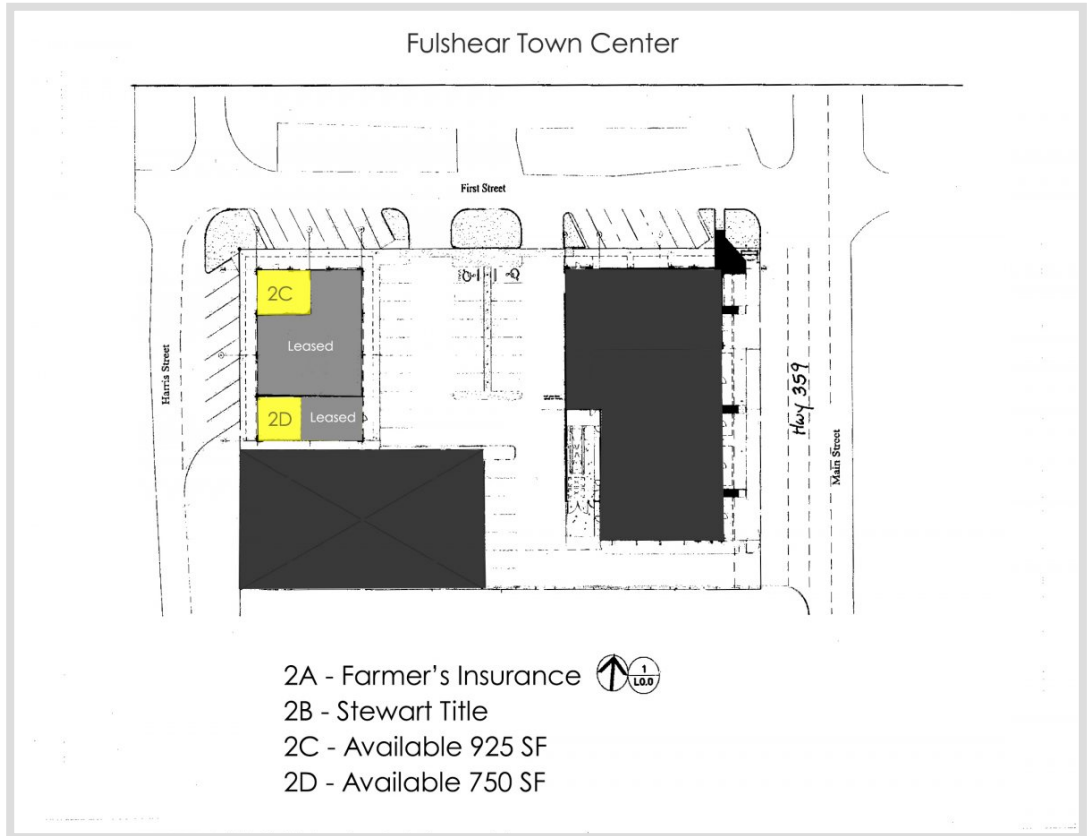 Fulshear Town Center
First Street
2C
Leased
2D
Leased
Harris Street
Hwy 359
Main Street
2A - Farmer's Insurance
1
L0.0
2B - Stewart Title
2C - Available 925 SF
2D - Available 750 SF